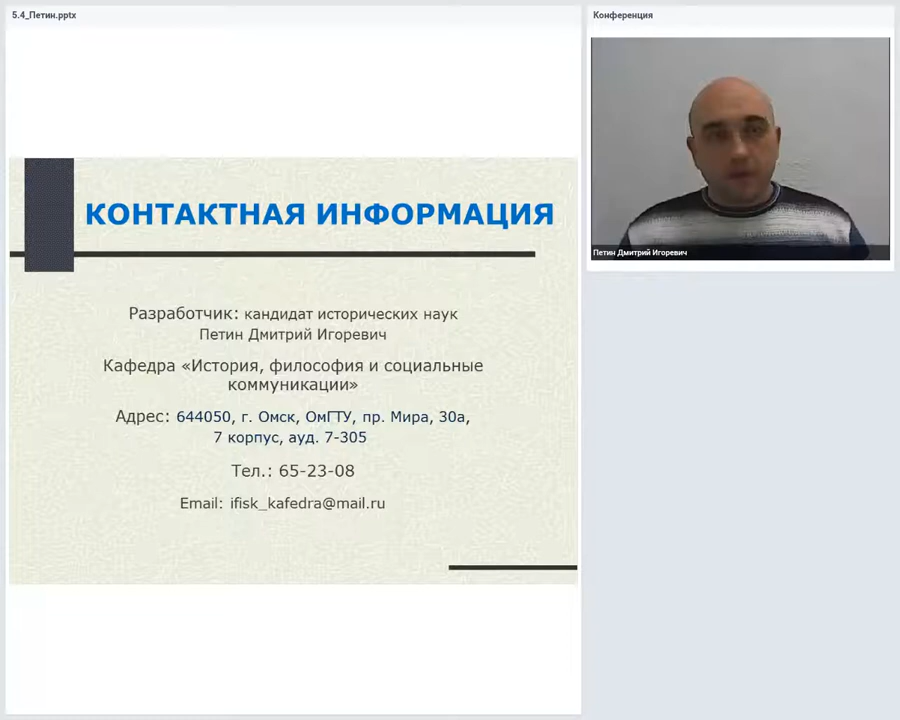 5.4_Петин.pptx
Конференция
КОНТАКТНАЯ ИНФОРМАЦИЯ
Разработчик: кандидат исторических наук
Петин Дмитрий Игоревич
Кафедра «История, философия и социальные
коммуникации»
Адрес: 644050, г. Омск, ОмГТУ, пр. Мира, 30а,
7 корпус, ауд. 7-305
Тел.: 65-23-08
Email: ifisk_kafedra@mail.ru
Петин Дмитрий Игоревич